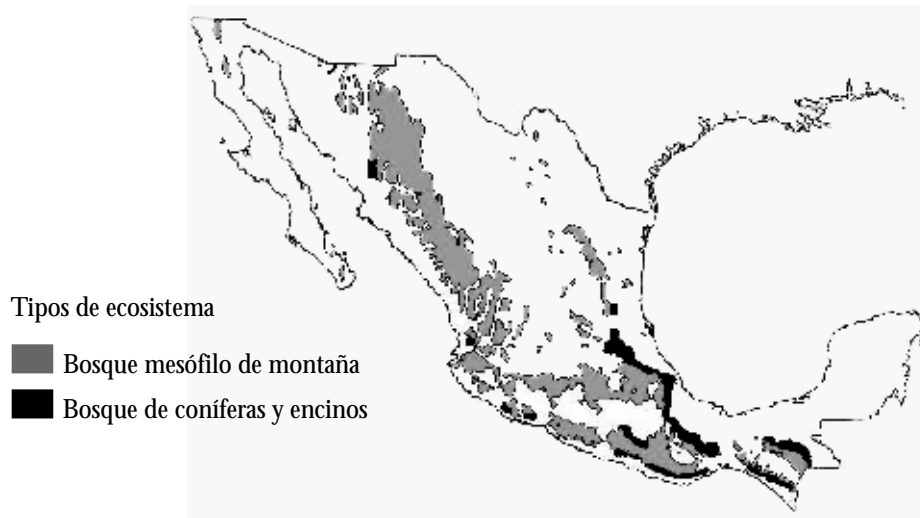 Tipos de ecosistema
Bosque mesófilo de montaña
Bosque de coníferas y encinos